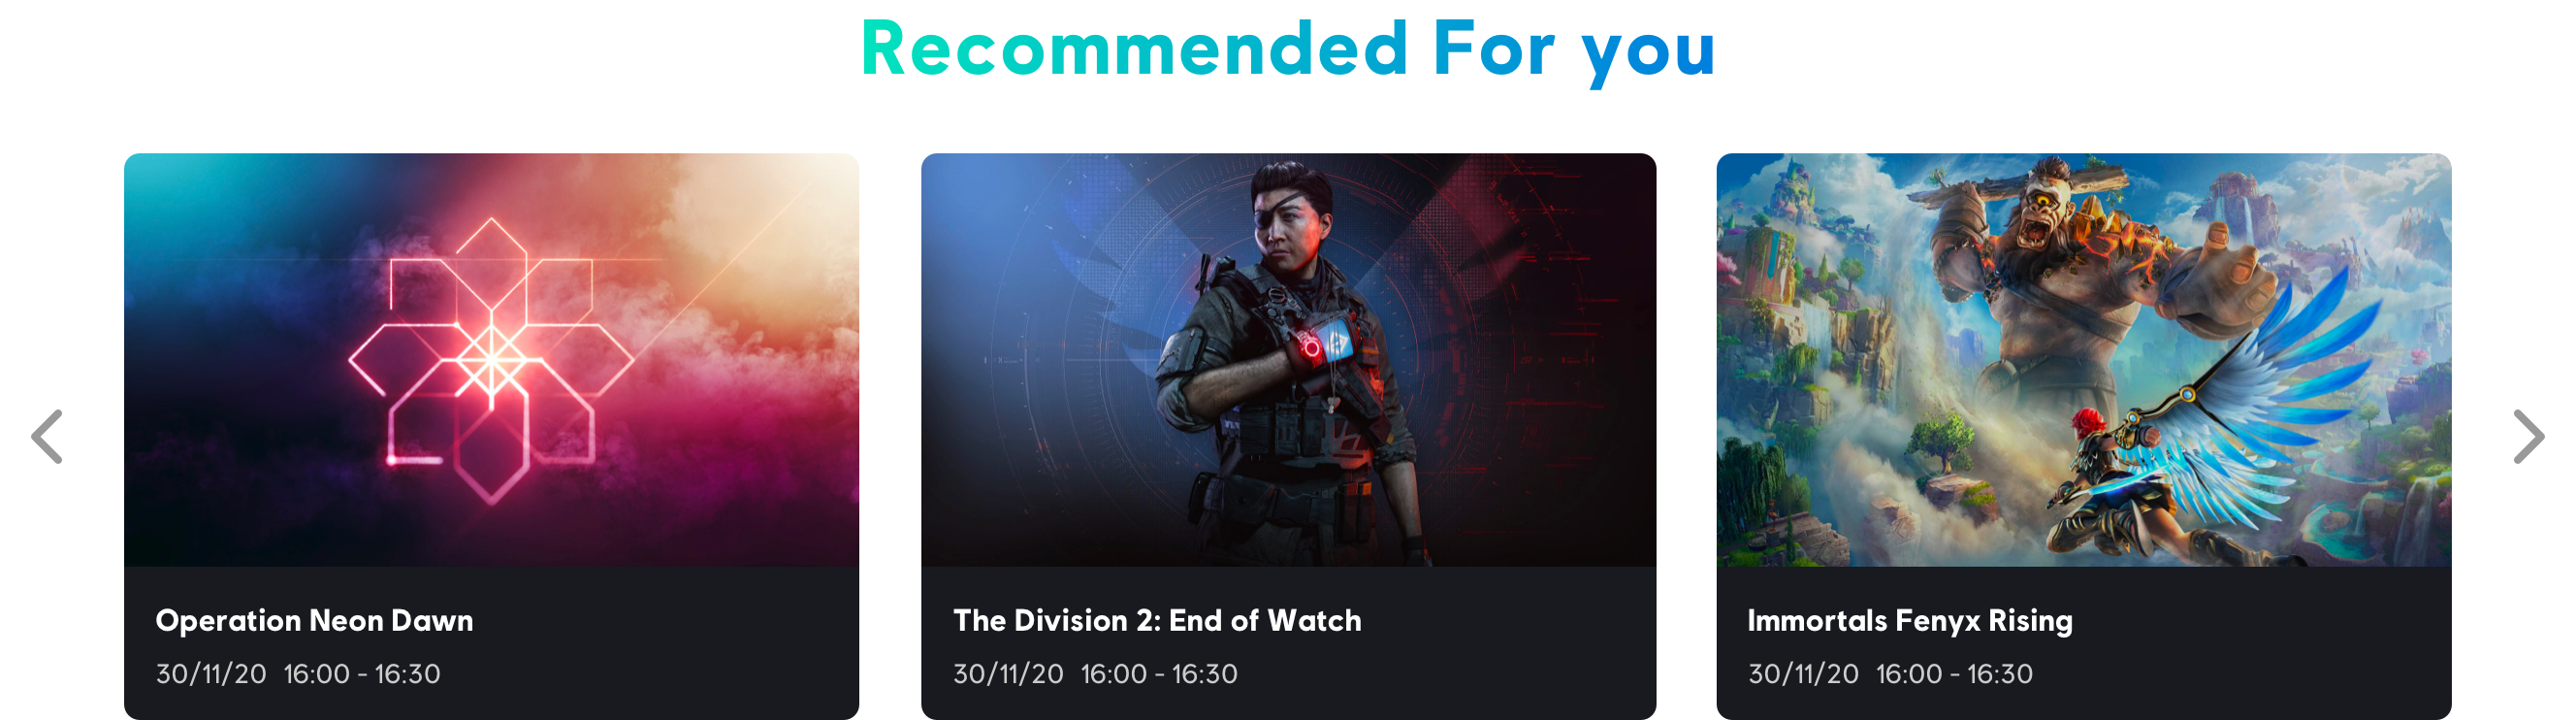 Recommended For you
Operation Neon Dawn
30/11/20 16:00 - 16:30
The Division 2: End of Watch
30/11/20 16:00 - 16:30
Immortals Fenyx Rising
30/11/20 16:00 - 16:30